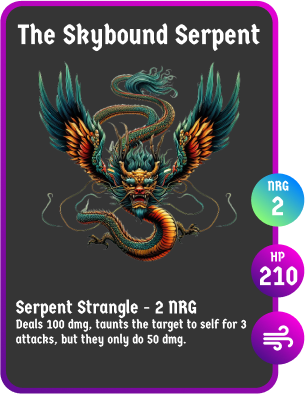 The Skybound Serpent
NRG
2
HP
210
Serpent Strangle - 2 NRG
Deals 100 dmg, taunts the target to self for 3
attacks, but they only do 50 dmg.